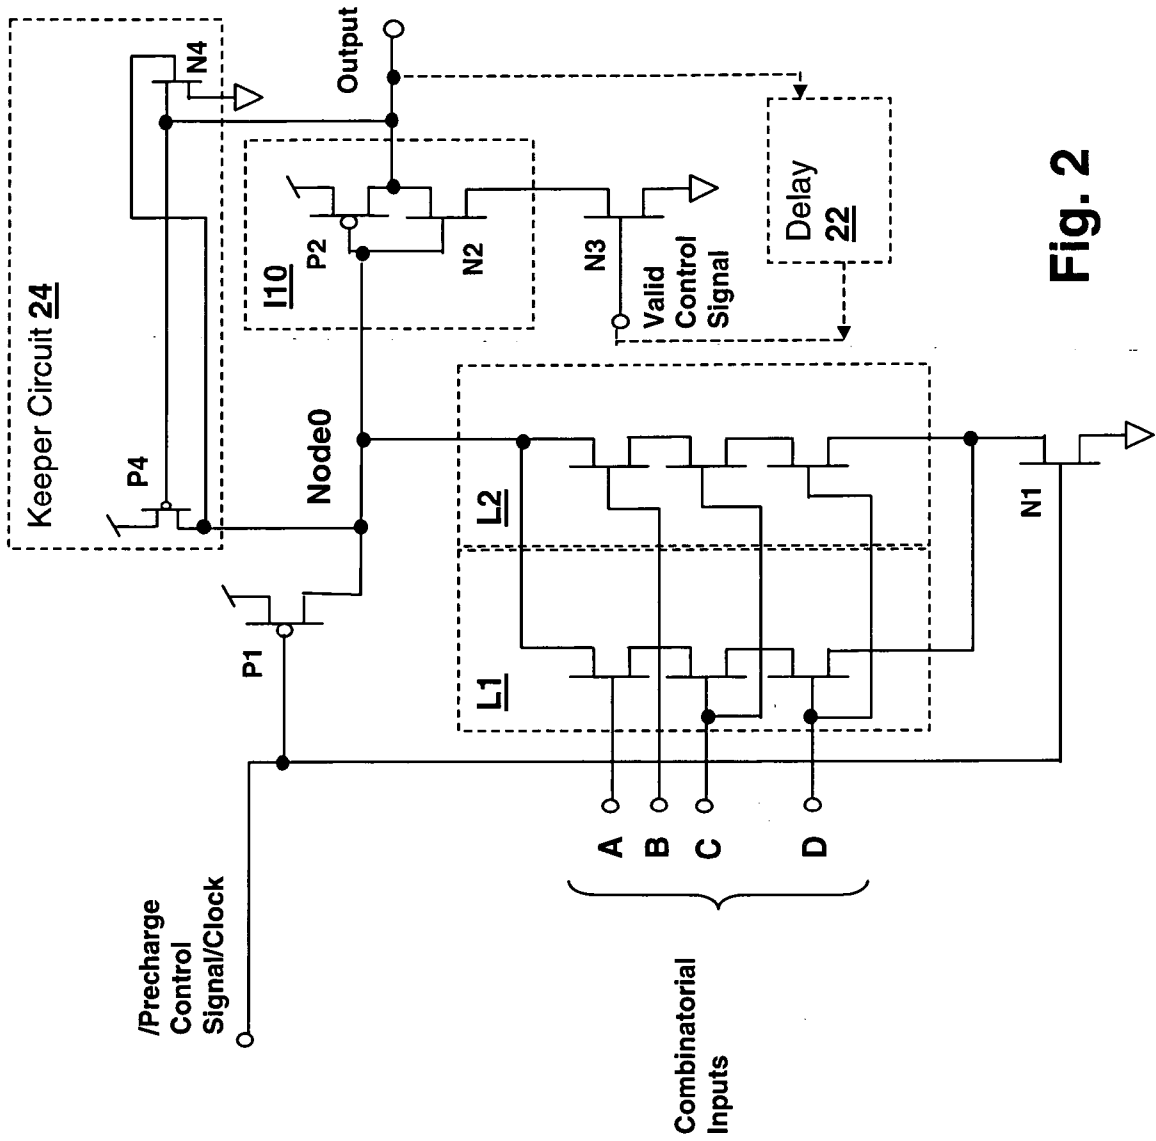 Keeper Circuit 24
P4
N4
Output
P1
Node0
I10
P2
N2
N3
Valid
Control
Signal
Delay
22
/Precharge
Control
Signal/Clock
L1
L2
A
B
C
D
N1
Combinatorial
Inputs
Fig. 2